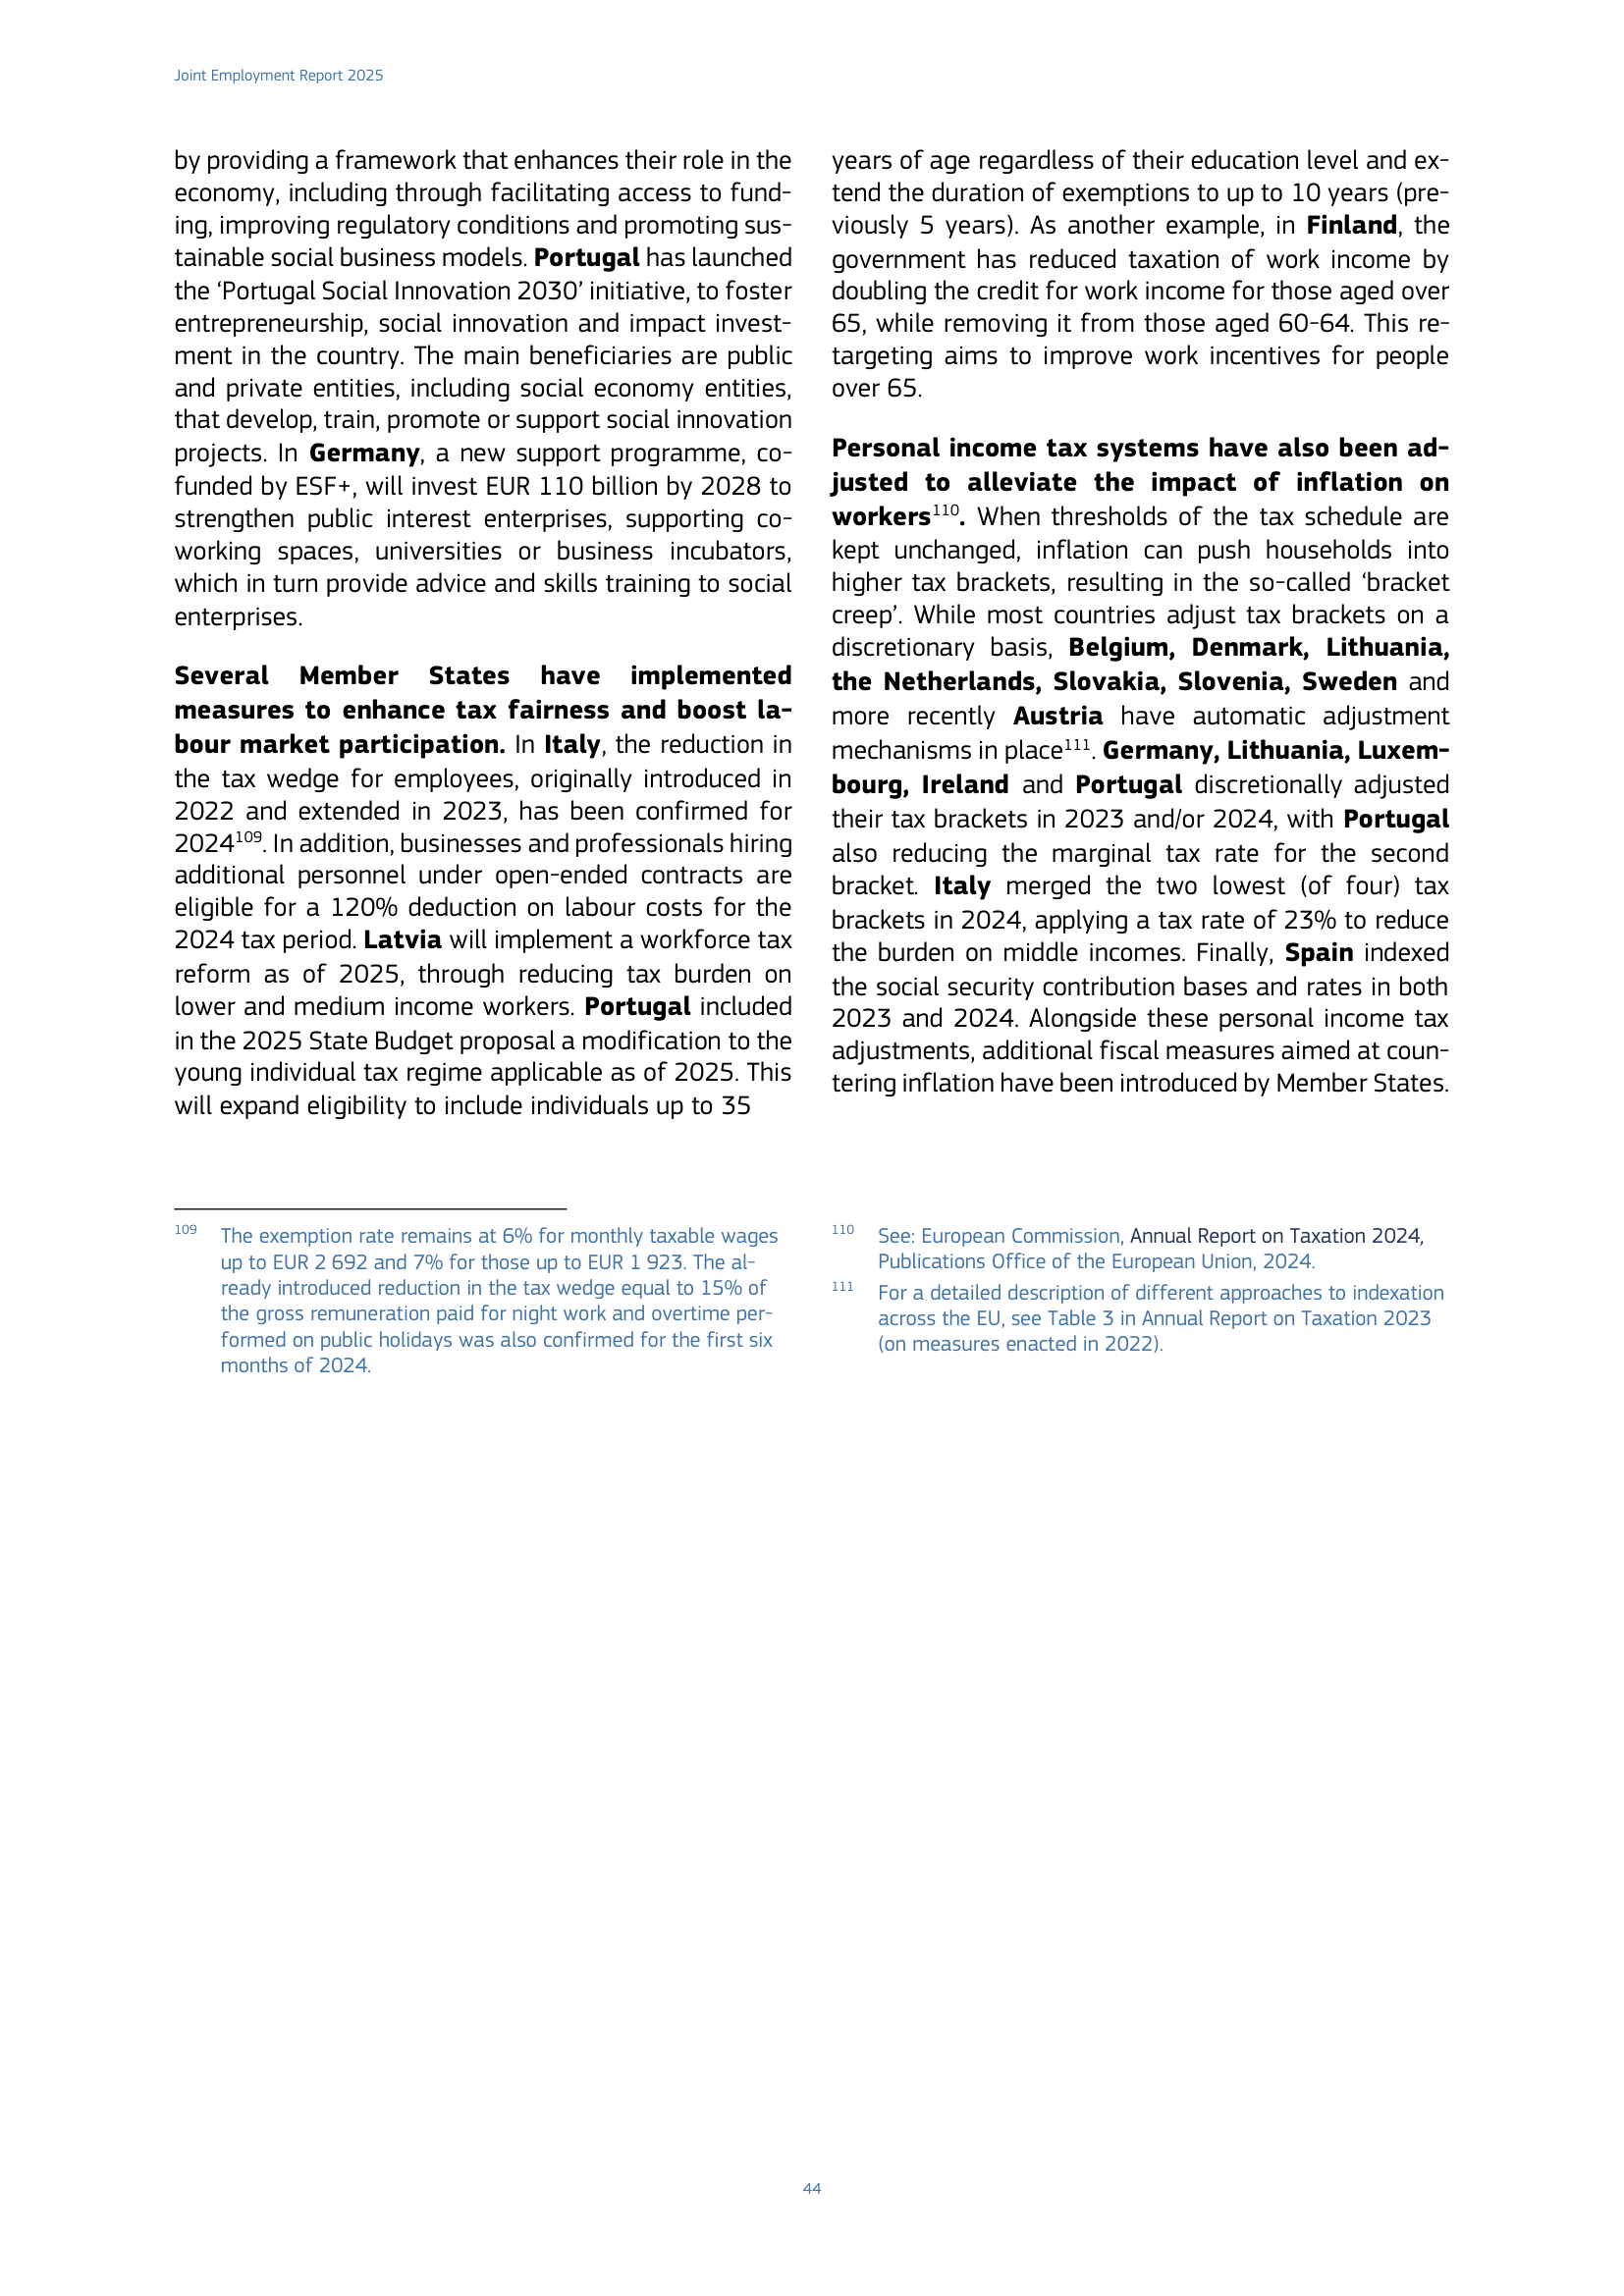 Joint Employment Report 2025
by providing a framework that enhances their role in the
economy, including through facilitating access to fund-
ing, improving regulatory conditions and promoting sus-
tainable social business models. Portugal has launched
the ‘Portugal Social Innovation 2030’ initiative, to foster
entrepreneurship, social innovation and impact invest-
ment in the country. The main beneficiaries are public
and private entities, including social economy entities,
that develop, train, promote or support social innovation
projects. In Germany, a new support programme, co-
funded by ESF+, will invest EUR 110 billion by 2028 to
strengthen public interest enterprises, supporting co-
working spaces, universities or business incubators,
which in turn provide advice and skills training to social
enterprises.
Several Member States have implemented
measures to enhance tax fairness and boost la-
bour market participation. In Italy, the reduction in
the tax wedge for employees, originally introduced in
2022 and extended in 2023, has been confirmed for
2024109. In addition, businesses and professionals hiring
additional personnel under open-ended contracts are
eligible for a 120% deduction on labour costs for the
2024 tax period. Latvia will implement a workforce tax
reform as of 2025, through reducing tax burden on
lower and medium income workers. Portugal included
in the 2025 State Budget proposal a modification to the
young individual tax regime applicable as of 2025. This
will expand eligibility to include individuals up to 35
years of age regardless of their education level and ex-
tend the duration of exemptions to up to 10 years (pre-
viously 5 years). As another example, in Finland, the
government has reduced taxation of work income by
doubling the credit for work income for those aged over
65, while removing it from those aged 60-64. This re-
targeting aims to improve work incentives for people
over 65.
Personal income tax systems have also been ad-
justed to alleviate the impact of inflation on
workers110. When thresholds of the tax schedule are
kept unchanged, inflation can push households into
higher tax brackets, resulting in the so-called ‘bracket
creep’. While most countries adjust tax brackets on a
discretionary basis, Belgium, Denmark, Lithuania,
the Netherlands, Slovakia, Slovenia, Sweden and
more recently Austria have automatic adjustment
mechanisms in place111. Germany, Lithuania, Luxem-
bourg, Ireland and Portugal discretionally adjusted
their tax brackets in 2023 and/or 2024, with Portugal
also reducing the marginal tax rate for the second
bracket. Italy merged the two lowest (of four) tax
brackets in 2024, applying a tax rate of 23% to reduce
the burden on middle incomes. Finally, Spain indexed
the social security contribution bases and rates in both
2023 and 2024. Alongside these personal income tax
adjustments, additional fiscal measures aimed at coun-
tering inflation have been introduced by Member States.
109 The exemption rate remains at 6% for monthly taxable wages
up to EUR 2 692 and 7% for those up to EUR 1 923. The al-
ready introduced reduction in the tax wedge equal to 15% of
the gross remuneration paid for night work and overtime per-
formed on public holidays was also confirmed for the first six
months of 2024.
110 See: European Commission, Annual Report on Taxation 2024,
Publications Office of the European Union, 2024.
111 For a detailed description of different approaches to indexation
across the EU, see Table 3 in Annual Report on Taxation 2023
(on measures enacted in 2022).
44